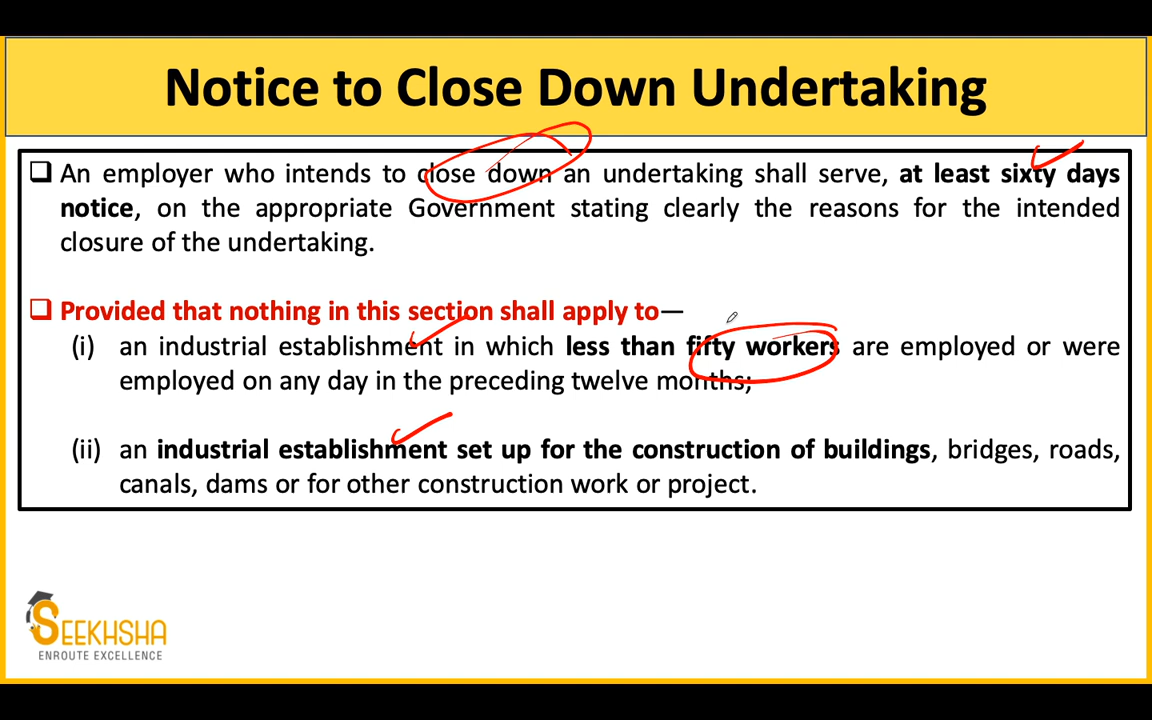 Notice to Close Down Undertaking
❑ An employer who intends to close down an undertaking shall serve, at least sixty days
notice, on the appropriate Government stating clearly the reasons for the intended
closure of the undertaking.
❑ Provided that nothing in this section shall apply to—
(i) an industrial establishment in which less than fifty workers are employed or were
employed on any day in the preceding twelve months;
(ii) an industrial establishment set up for the construction of buildings, bridges, roads,
canals, dams or for other construction work or project.
SEEKHSHA
ENROUTE EXCELLENCE